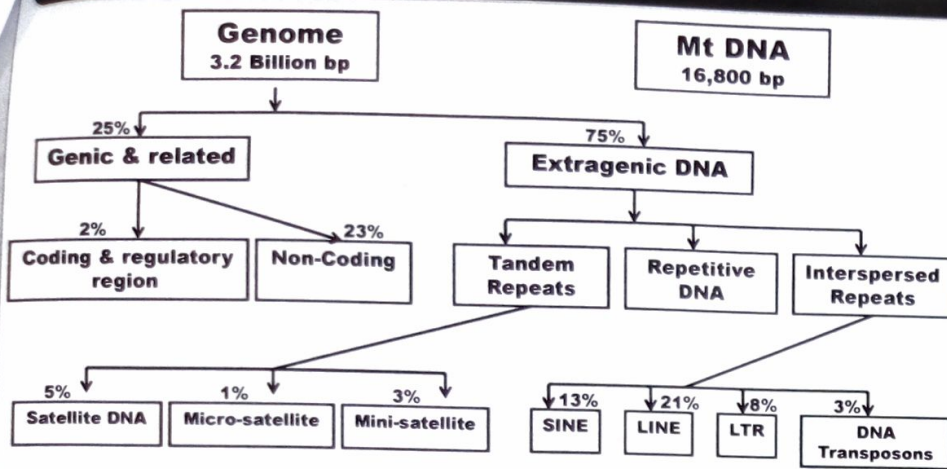 Genome
3.2 Billion bp
Mt DNA
16,800 bp
25%
Genic & related
75%
Extragenic DNA
2%
Coding & regulatory
region
23%
Non-Coding
Tandem
Repeats
Repetitive
DNA
Interspersed
Repeats
5%
Satellite DNA
1%
Micro-satellite
3%
Mini-satellite
13%
SINE
21%
LINE
8%
LTR
3%
DNA
Transposons